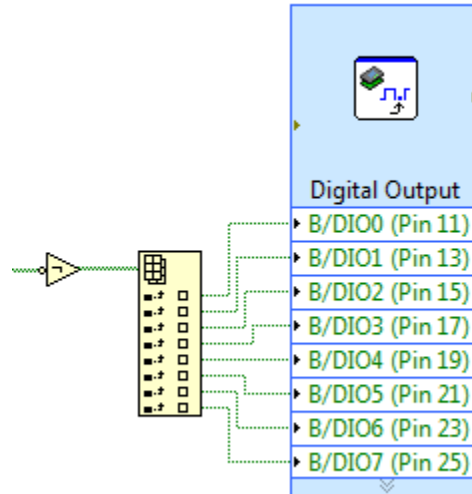 Digital Output
B/DIO0 (Pin 11)
B/DIO1 (Pin 13)
B/DIO2 (Pin 15)
B/DIO3 (Pin 17)
B/DIO4 (Pin 19)
B/DIO5 (Pin 21)
B/DIO6 (Pin 23)
B/DIO7 (Pin 25)